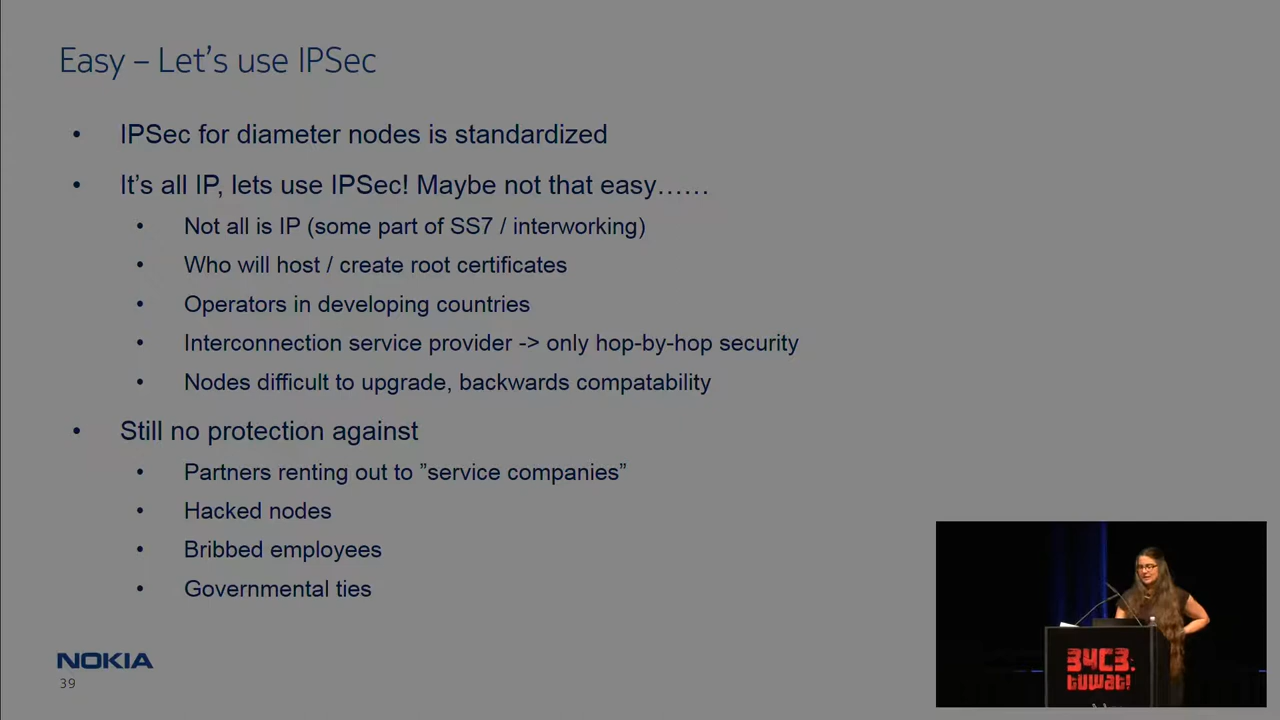 Easy – Let's use IPSec
• IPSec for diameter nodes is standardized
• It's all IP, lets use IPSec! Maybe not that easy……
• Not all is IP (some part of SS7 / interworking)
• Who will host / create root certificates
• Operators in developing countries
• Interconnection service provider -> only hop-by-hop security
• Nodes difficult to upgrade, backwards compatability
• Still no protection against
• Partners renting out to ”service companies”
• Hacked nodes
• Bribbed employees
• Governmental ties
NOKIA
39
34C3.
tuwat!